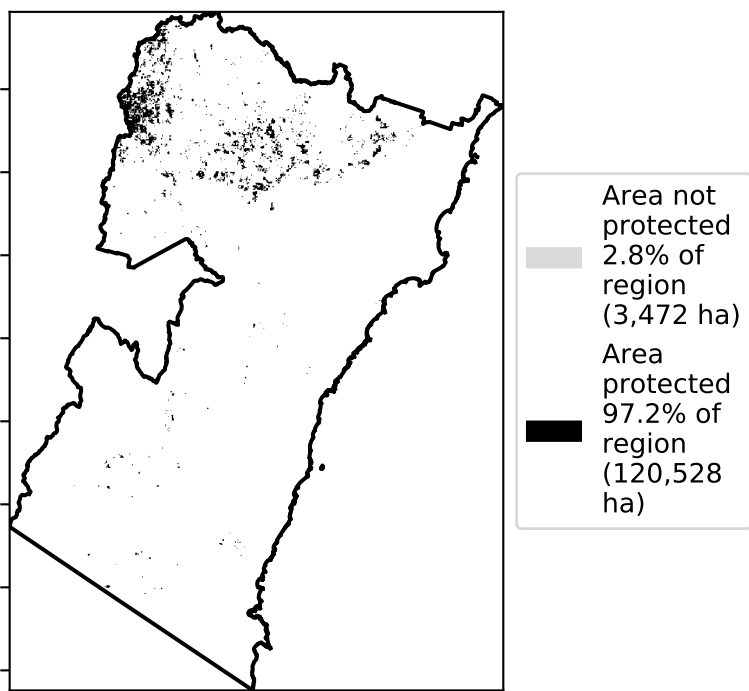 Area not
protected
2.8% of
region
(3,472 ha)
Area
protected
97.2% of
region
(120,528
ha)